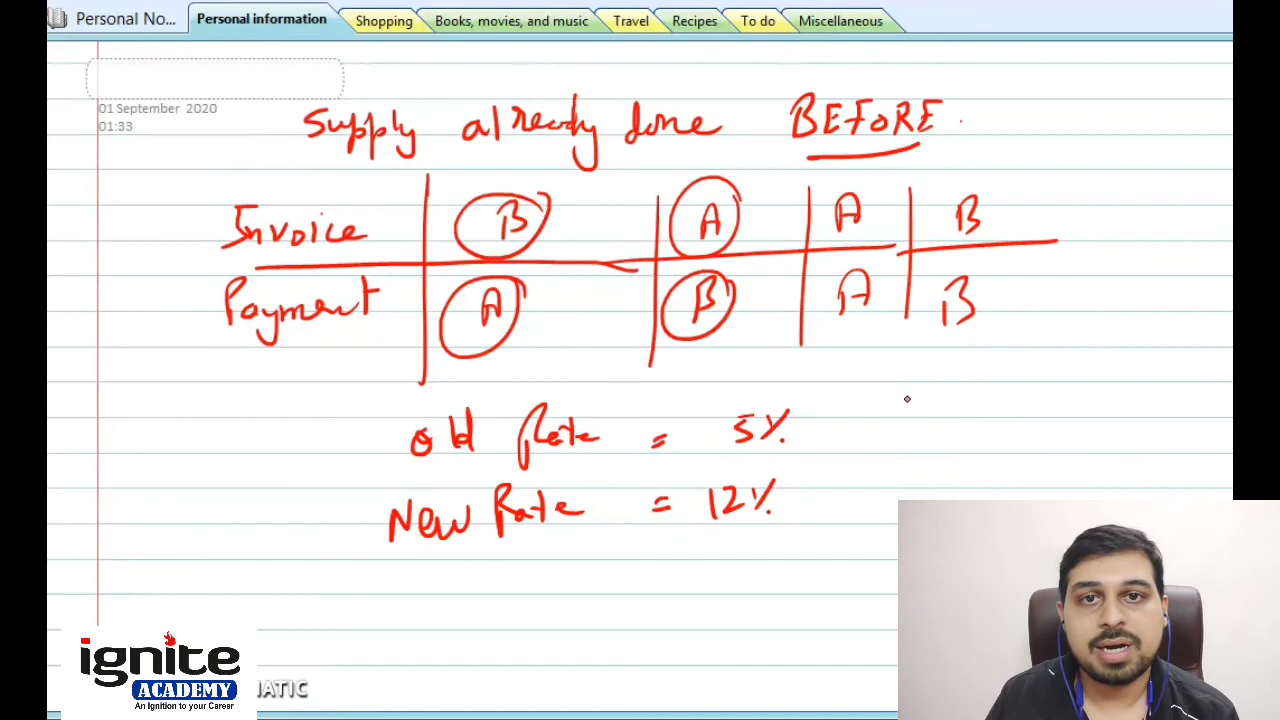 Personal No... Personal information Shopping Books, movies, and music Travel Recipes To do Miscellaneous
01 September 2020
01:33
Supply already done BEFORE.
Invoice B A A B
Payment A B A B
old Rate = 5%
New Rate = 12%
ignite
ACADEMY
An Ignition to your Career